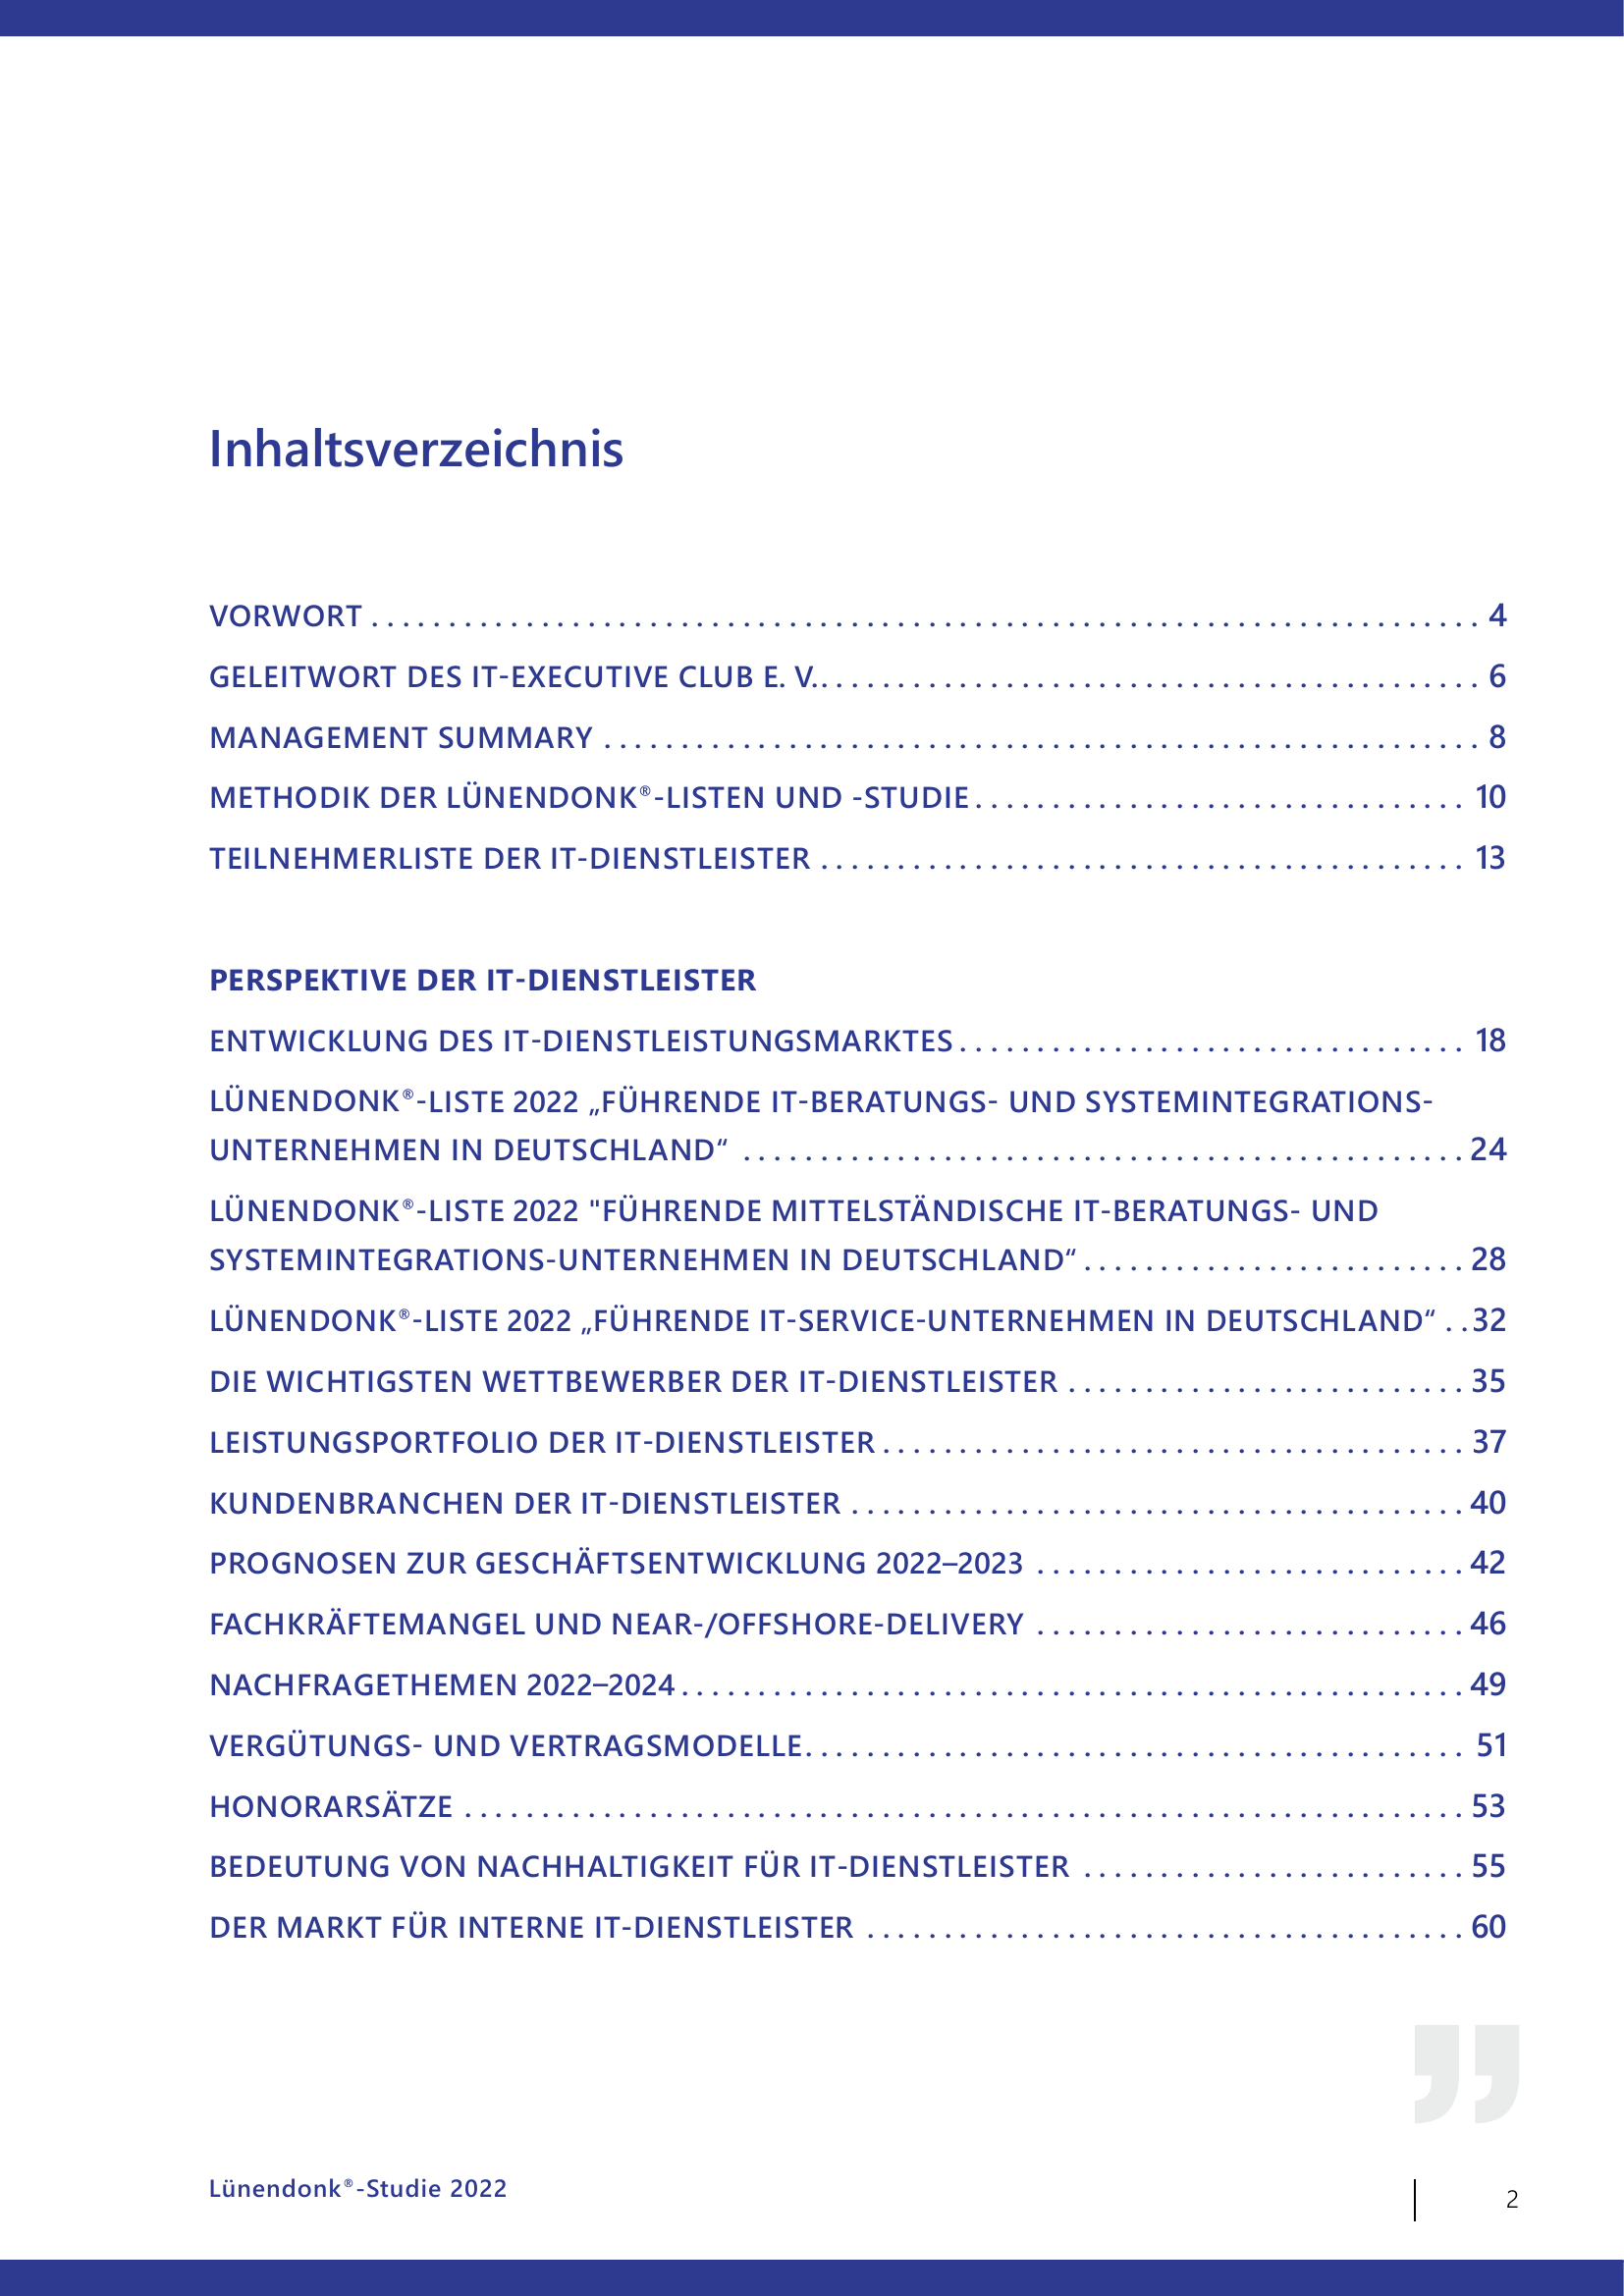 Inhaltsverzeichnis
VORWORT . . . . . . . . . . . . . . . . . . . . . . . . . . . . . . 4
GELEITWORT DES IT-EXECUTIVE CLUB E. V. . . . . . . . . . . . . . . . . . . . . 6
MANAGEMENT SUMMARY . . . . . . . . . . . . . . . . . . . . . . . . . 8
METHODIK DER LÜNENDONK®-LISTEN UND -STUDIE . . . . . . . . . . . . . . . 10
TEILNEHMERLISTE DER IT-DIENSTLEISTER . . . . . . . . . . . . . . . . . . . . 13
PERSPEKTIVE DER IT-DIENSTLEISTER
ENTWICKLUNG DES IT-DIENSTLEISTUNGSMARKTES . . . . . . . . . . . . . . . 18
LÜNENDONK®-LISTE 2022 „FÜHRENDE IT-BERATUNGS- UND SYSTEMINTEGRATIONS-
UNTERNEHMEN IN DEUTSCHLAND“ . . . . . . . . . . . . . . . . . . . . . 24
LÜNENDONK®-LISTE 2022 "FÜHRENDE MITTELSTÄNDISCHE IT-BERATUNGS- UND
SYSTEMINTEGRATIONS-UNTERNEHMEN IN DEUTSCHLAND“ . . . . . . . . . . . . 28
LÜNENDONK®-LISTE 2022 „FÜHRENDE IT-SERVICE-UNTERNEHMEN IN DEUTSCHLAND“ . . 32
DIE WICHTIGSTEN WETTBEWERBER DER IT-DIENSTLEISTER . . . . . . . . . . . . 35
LEISTUNGSPORTFOLIO DER IT-DIENSTLEISTER . . . . . . . . . . . . . . . . . . 37
KUNDENBRANCHEN DER IT-DIENSTLEISTER . . . . . . . . . . . . . . . . . . . 40
PROGNOSEN ZUR GESCHÄFTSENTWICKLUNG 2022–2023 . . . . . . . . . . . . . 42
FACHKRÄFTEMANGEL UND NEAR-/OFFSHORE-DELIVERY . . . . . . . . . . . . . 46
NACHFRAGETHEMEN 2022–2024 . . . . . . . . . . . . . . . . . . . . . . . 49
VERGÜTUNGS- UND VERTRAGSMODELLE . . . . . . . . . . . . . . . . . . . . 51
HONORARSÄTZE . . . . . . . . . . . . . . . . . . . . . . . . . . . . 53
BEDEUTUNG VON NACHHALTIGKEIT FÜR IT-DIENSTLEISTER . . . . . . . . . . . . 55
DER MARKT FÜR INTERNE IT-DIENSTLEISTER . . . . . . . . . . . . . . . . . . 60
Lünendonk®-Studie 2022
2